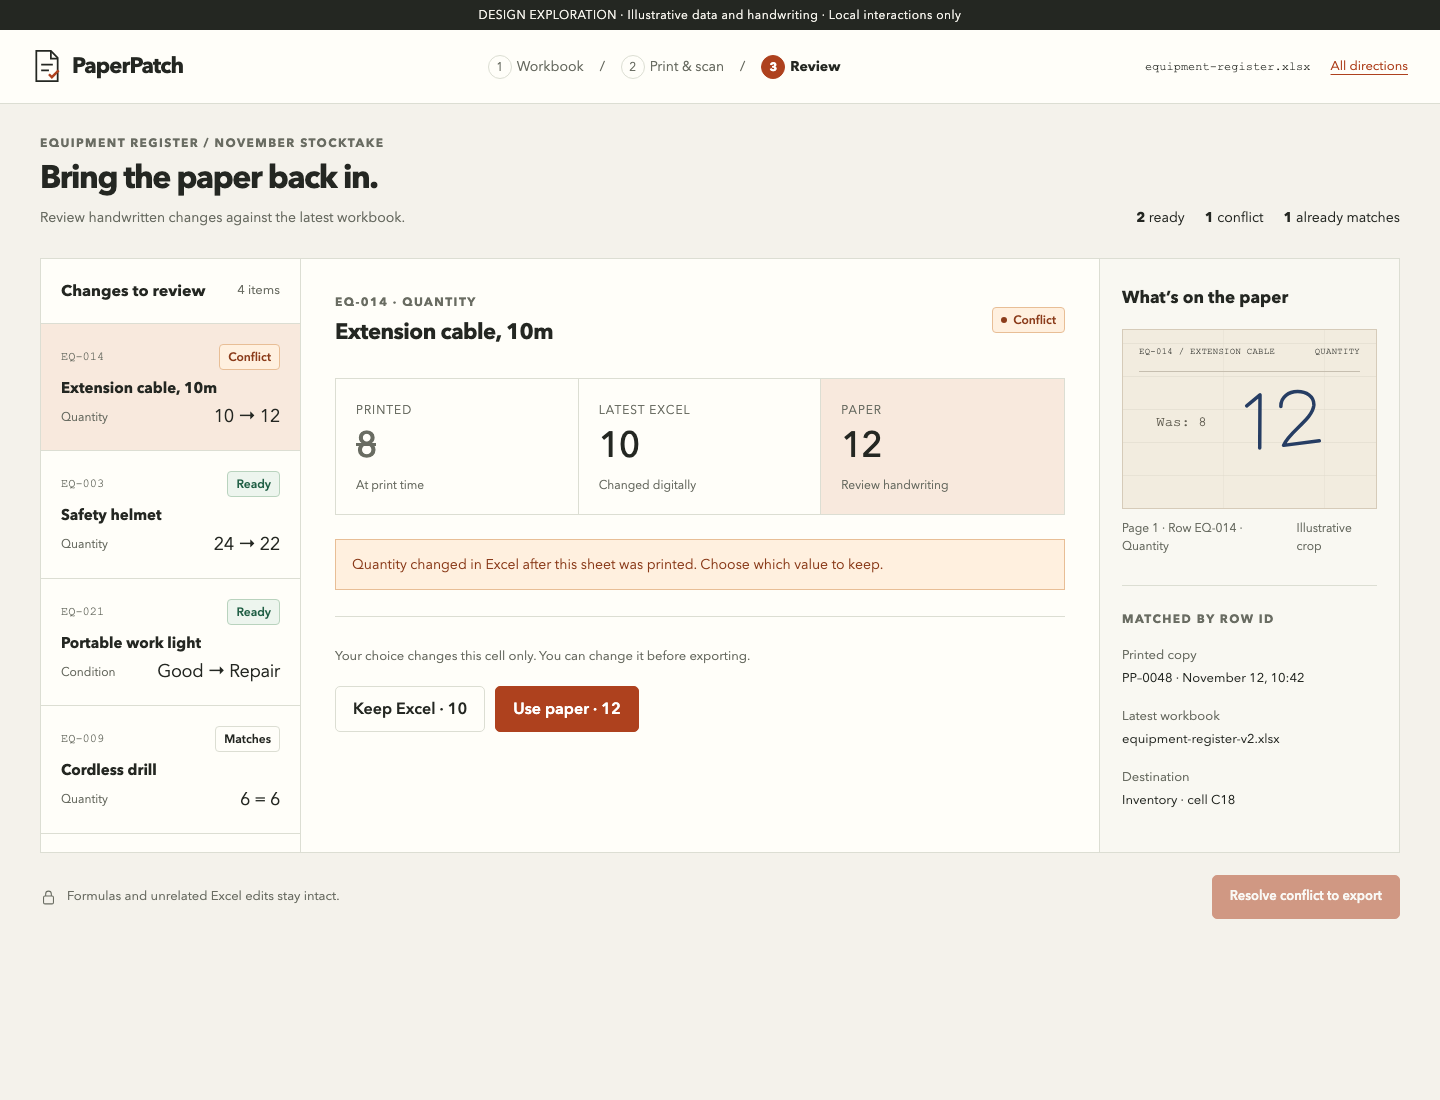 DESIGN EXPLORATION · Illustrative data and handwriting · Local interactions only
PaperPatch
1 Workbook / 2 Print & scan / 3 Review
equipment-register.xlsx
All directions
EQUIPMENT REGISTER / NOVEMBER STOCKTAKE
Bring the paper back in.
Review handwritten changes against the latest workbook.
2 ready 1 conflict 1 already matches
Changes to review 4 items
EQ-014 Conflict
Extension cable, 10m
Quantity 10 → 12
EQ-003 Ready
Safety helmet
Quantity 24 → 22
EQ-021 Ready
Portable work light
Condition Good → Repair
EQ-009 Matches
Cordless drill
Quantity 6 = 6
EQ-014 · QUANTITY
Extension cable, 10m
Conflict
PRINTED
8
At print time
LATEST EXCEL
10
Changed digitally
PAPER
12
Review handwriting
Quantity changed in Excel after this sheet was printed. Choose which value to keep.
Your choice changes this cell only. You can change it before exporting.
Keep Excel · 10
Use paper · 12
What’s on the paper
EQ-014 / EXTENSION CABLE QUANTITY
Was: 8 12
Page 1 · Row EQ-014 ·
Quantity
Illustrative
crop
MATCHED BY ROW ID
Printed copy
PP-0048 · November 12, 10:42
Latest workbook
equipment-register-v2.xlsx
Destination
Inventory · cell C18
Formulas and unrelated Excel edits stay intact.
Resolve conflict to export